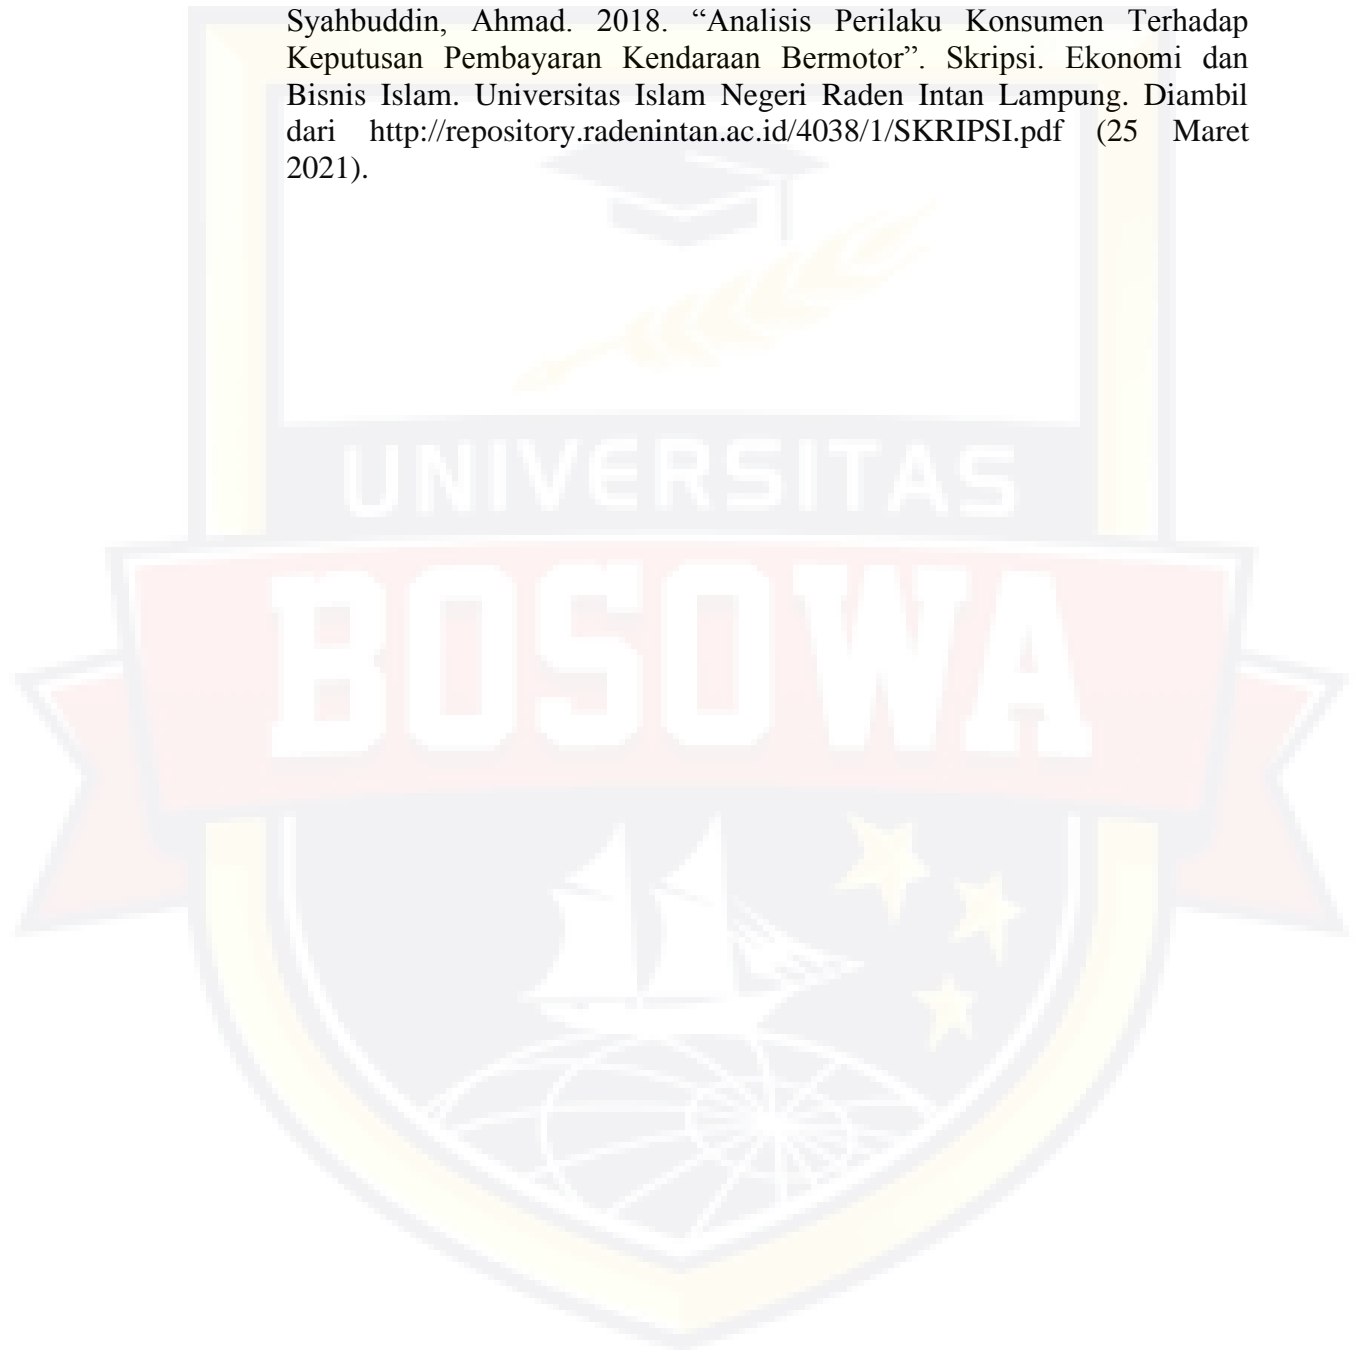 Syahbuddin, Ahmad. 2018. “Analisis Perilaku Konsumen Terhadap
Keputusan Pembayaran Kendaraan Bermotor”. Skripsi. Ekonomi dan
Bisnis Islam. Universitas Islam Negeri Raden Intan Lampung. Diambil
dari http://repository.radenintan.ac.id/4038/1/SKRIPSI.pdf (25 Maret
2021).
UNIVERSITAS
BOSOWA